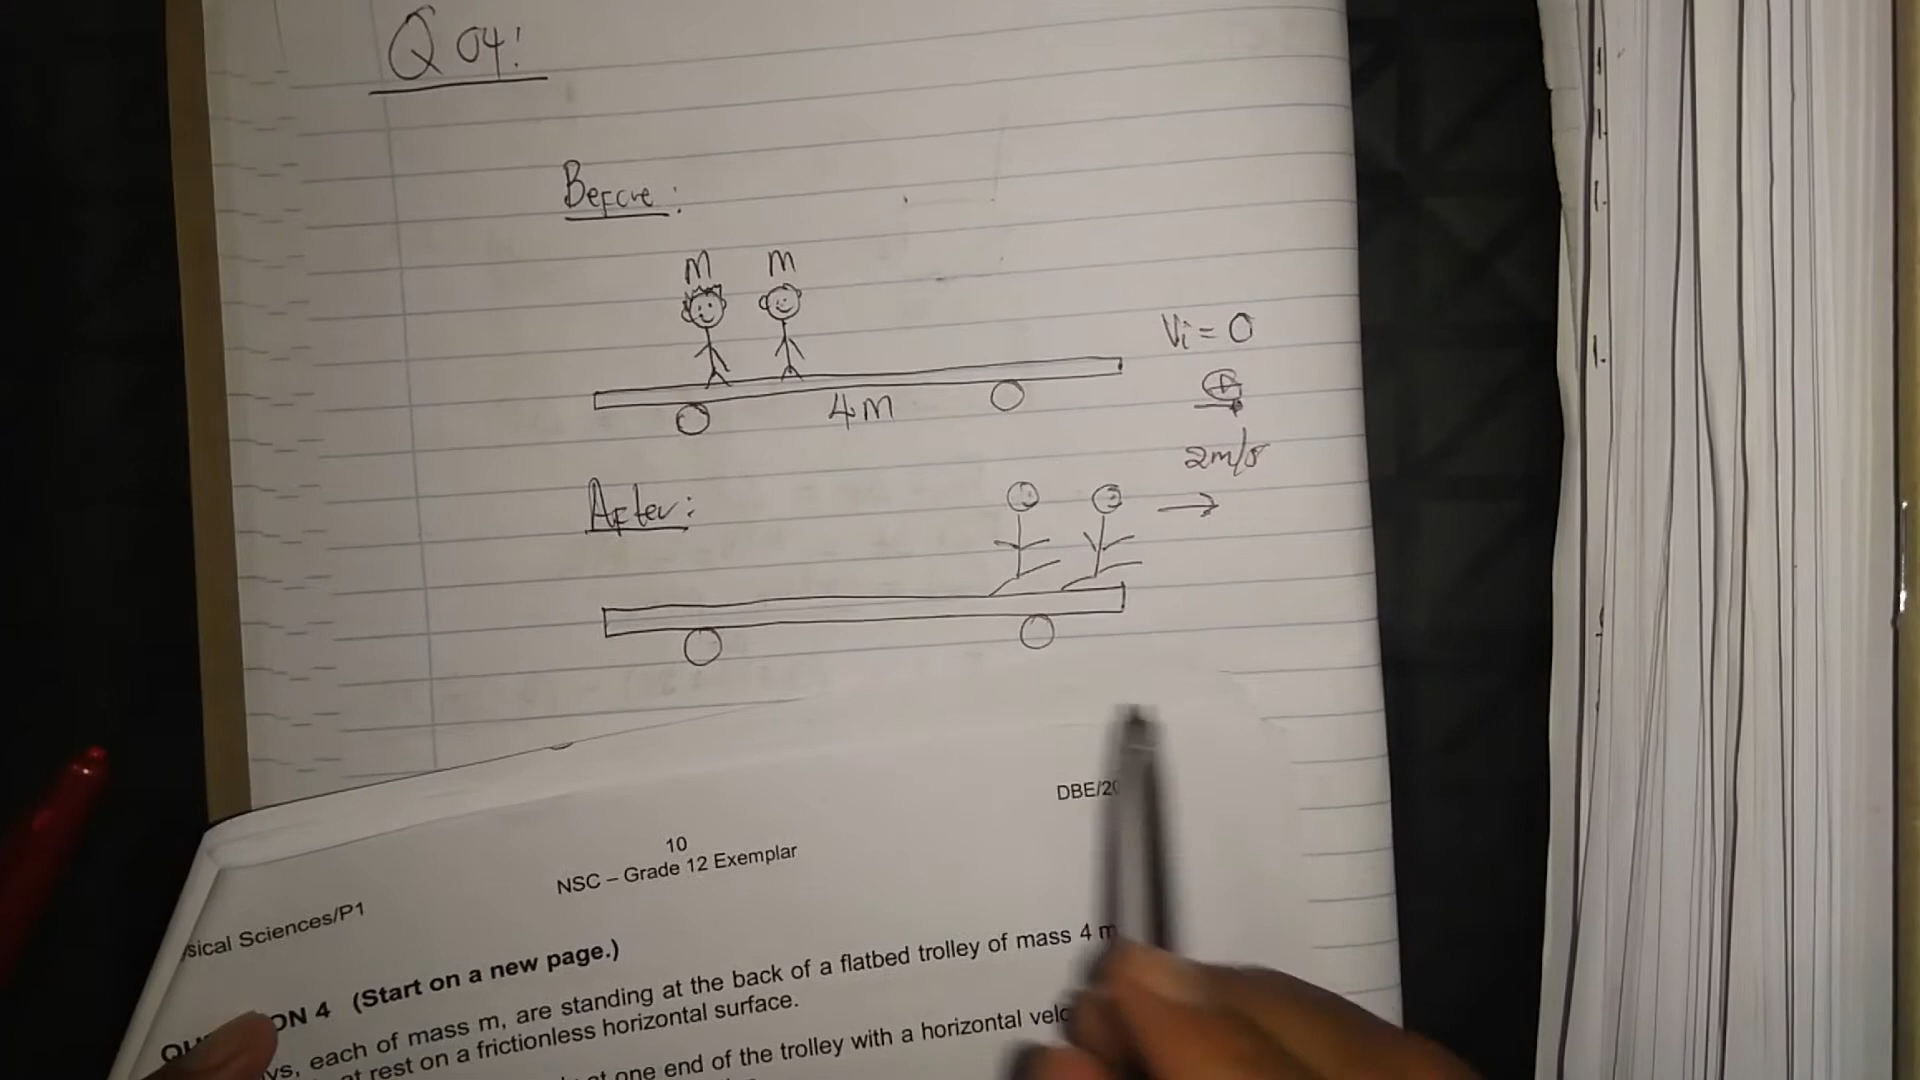 Q 04:
Before:
m m
Vi = 0
+
4m
2m/s
After:
DBE/20
10
NSC – Grade 12 Exemplar
sical Sciences/P1
ON 4 (Start on a new page.)
ys, each of mass m, are standing at the back of a flatbed trolley of mass 4 m
at rest on a frictionless horizontal surface.
at one end of the trolley with a horizontal velo